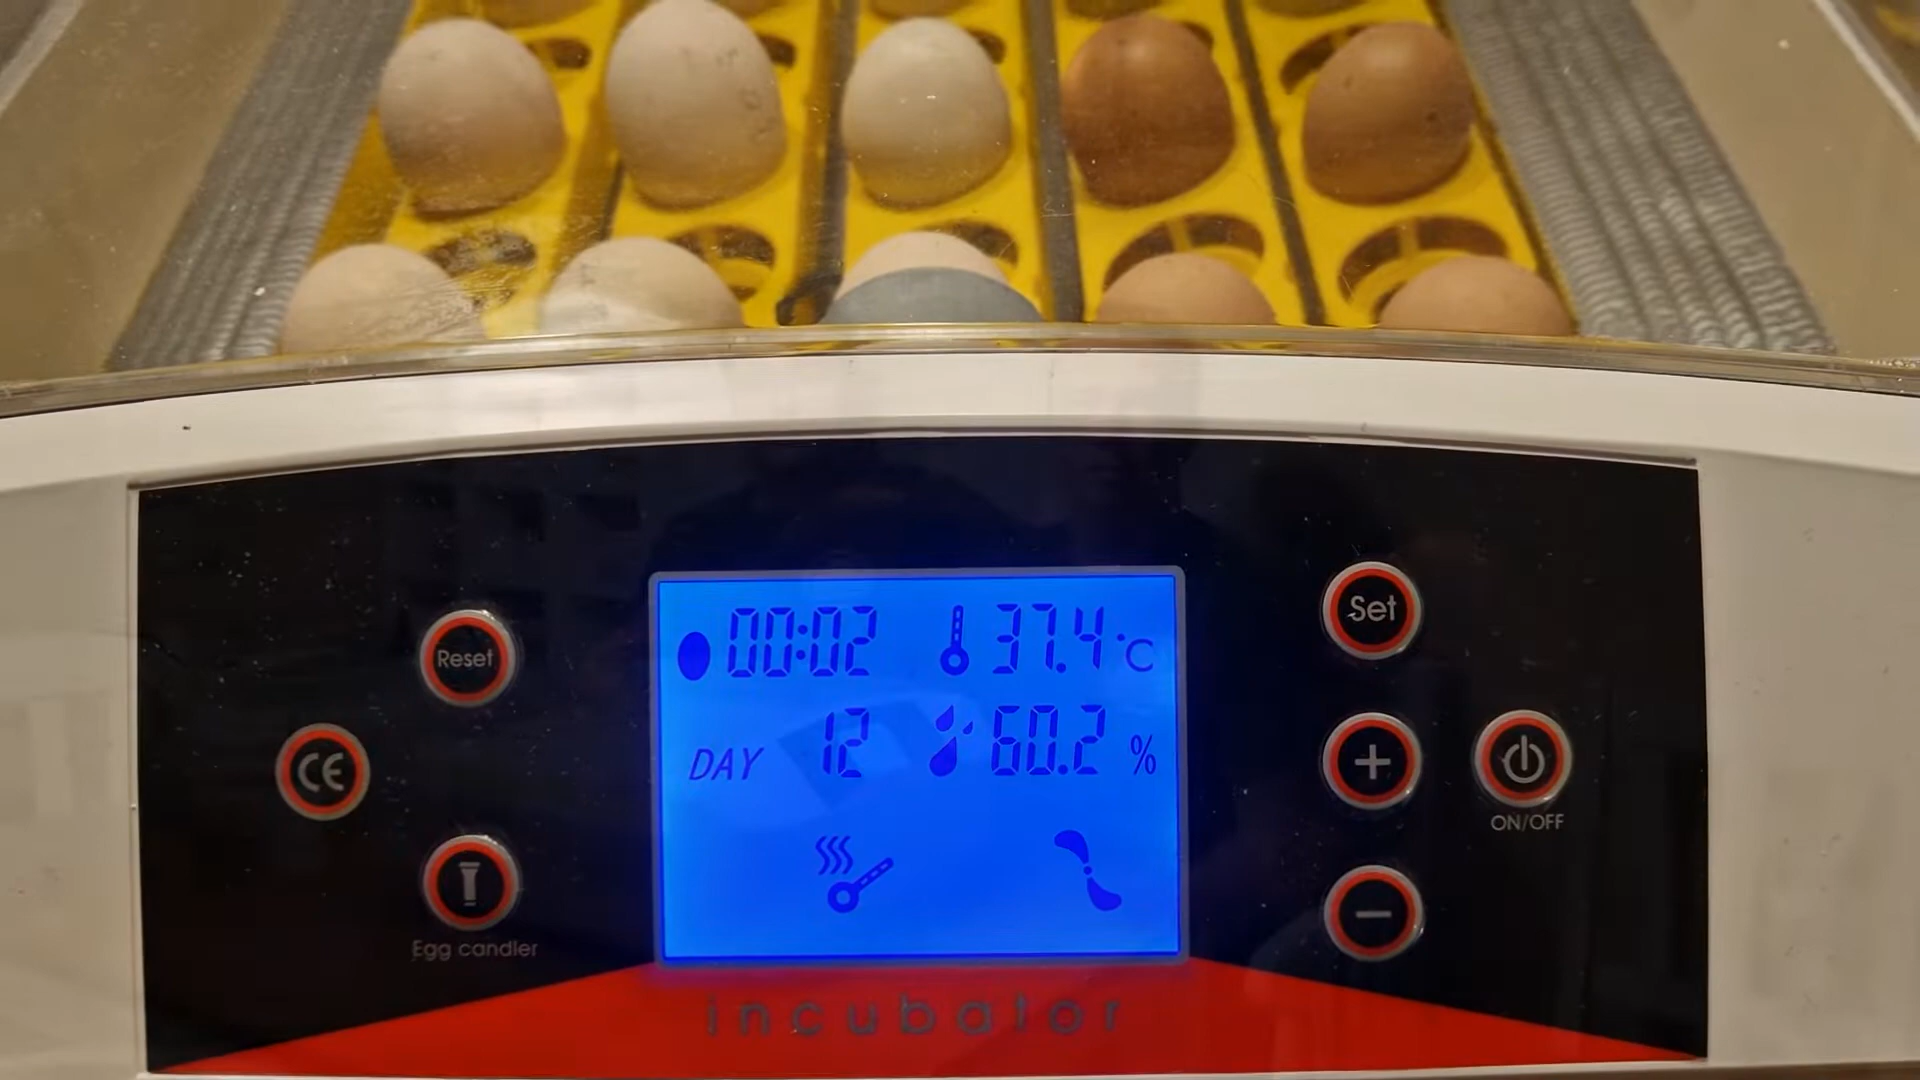 00:02 37.4 °C
DAY 12 60.2 %
Reset
CE
Egg candler
Set
+
ON/OFF
−
incubator